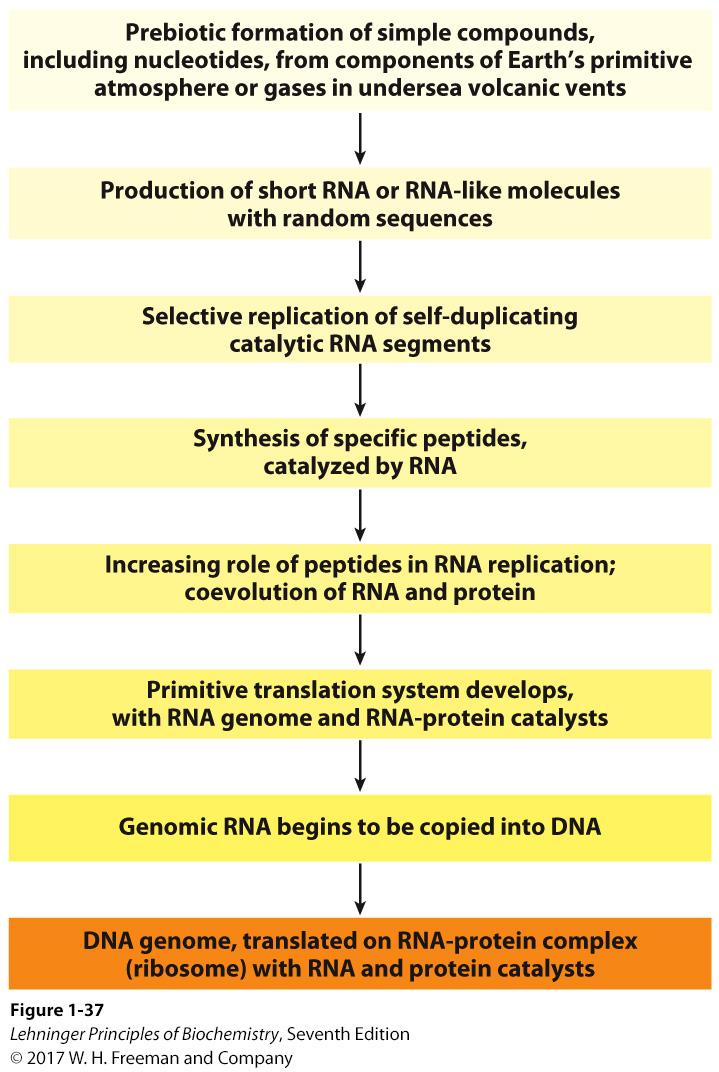 Prebiotic formation of simple compounds,
including nucleotides, from components of Earth’s primitive
atmosphere or gases in undersea volcanic vents
Production of short RNA or RNA-like molecules
with random sequences
Selective replication of self-duplicating
catalytic RNA segments
Synthesis of specific peptides,
catalyzed by RNA
Increasing role of peptides in RNA replication;
coevolution of RNA and protein
Primitive translation system develops,
with RNA genome and RNA-protein catalysts
Genomic RNA begins to be copied into DNA
DNA genome, translated on RNA-protein complex
(ribosome) with RNA and protein catalysts
Figure 1-37
Lehninger Principles of Biochemistry, Seventh Edition
© 2017 W. H. Freeman and Company